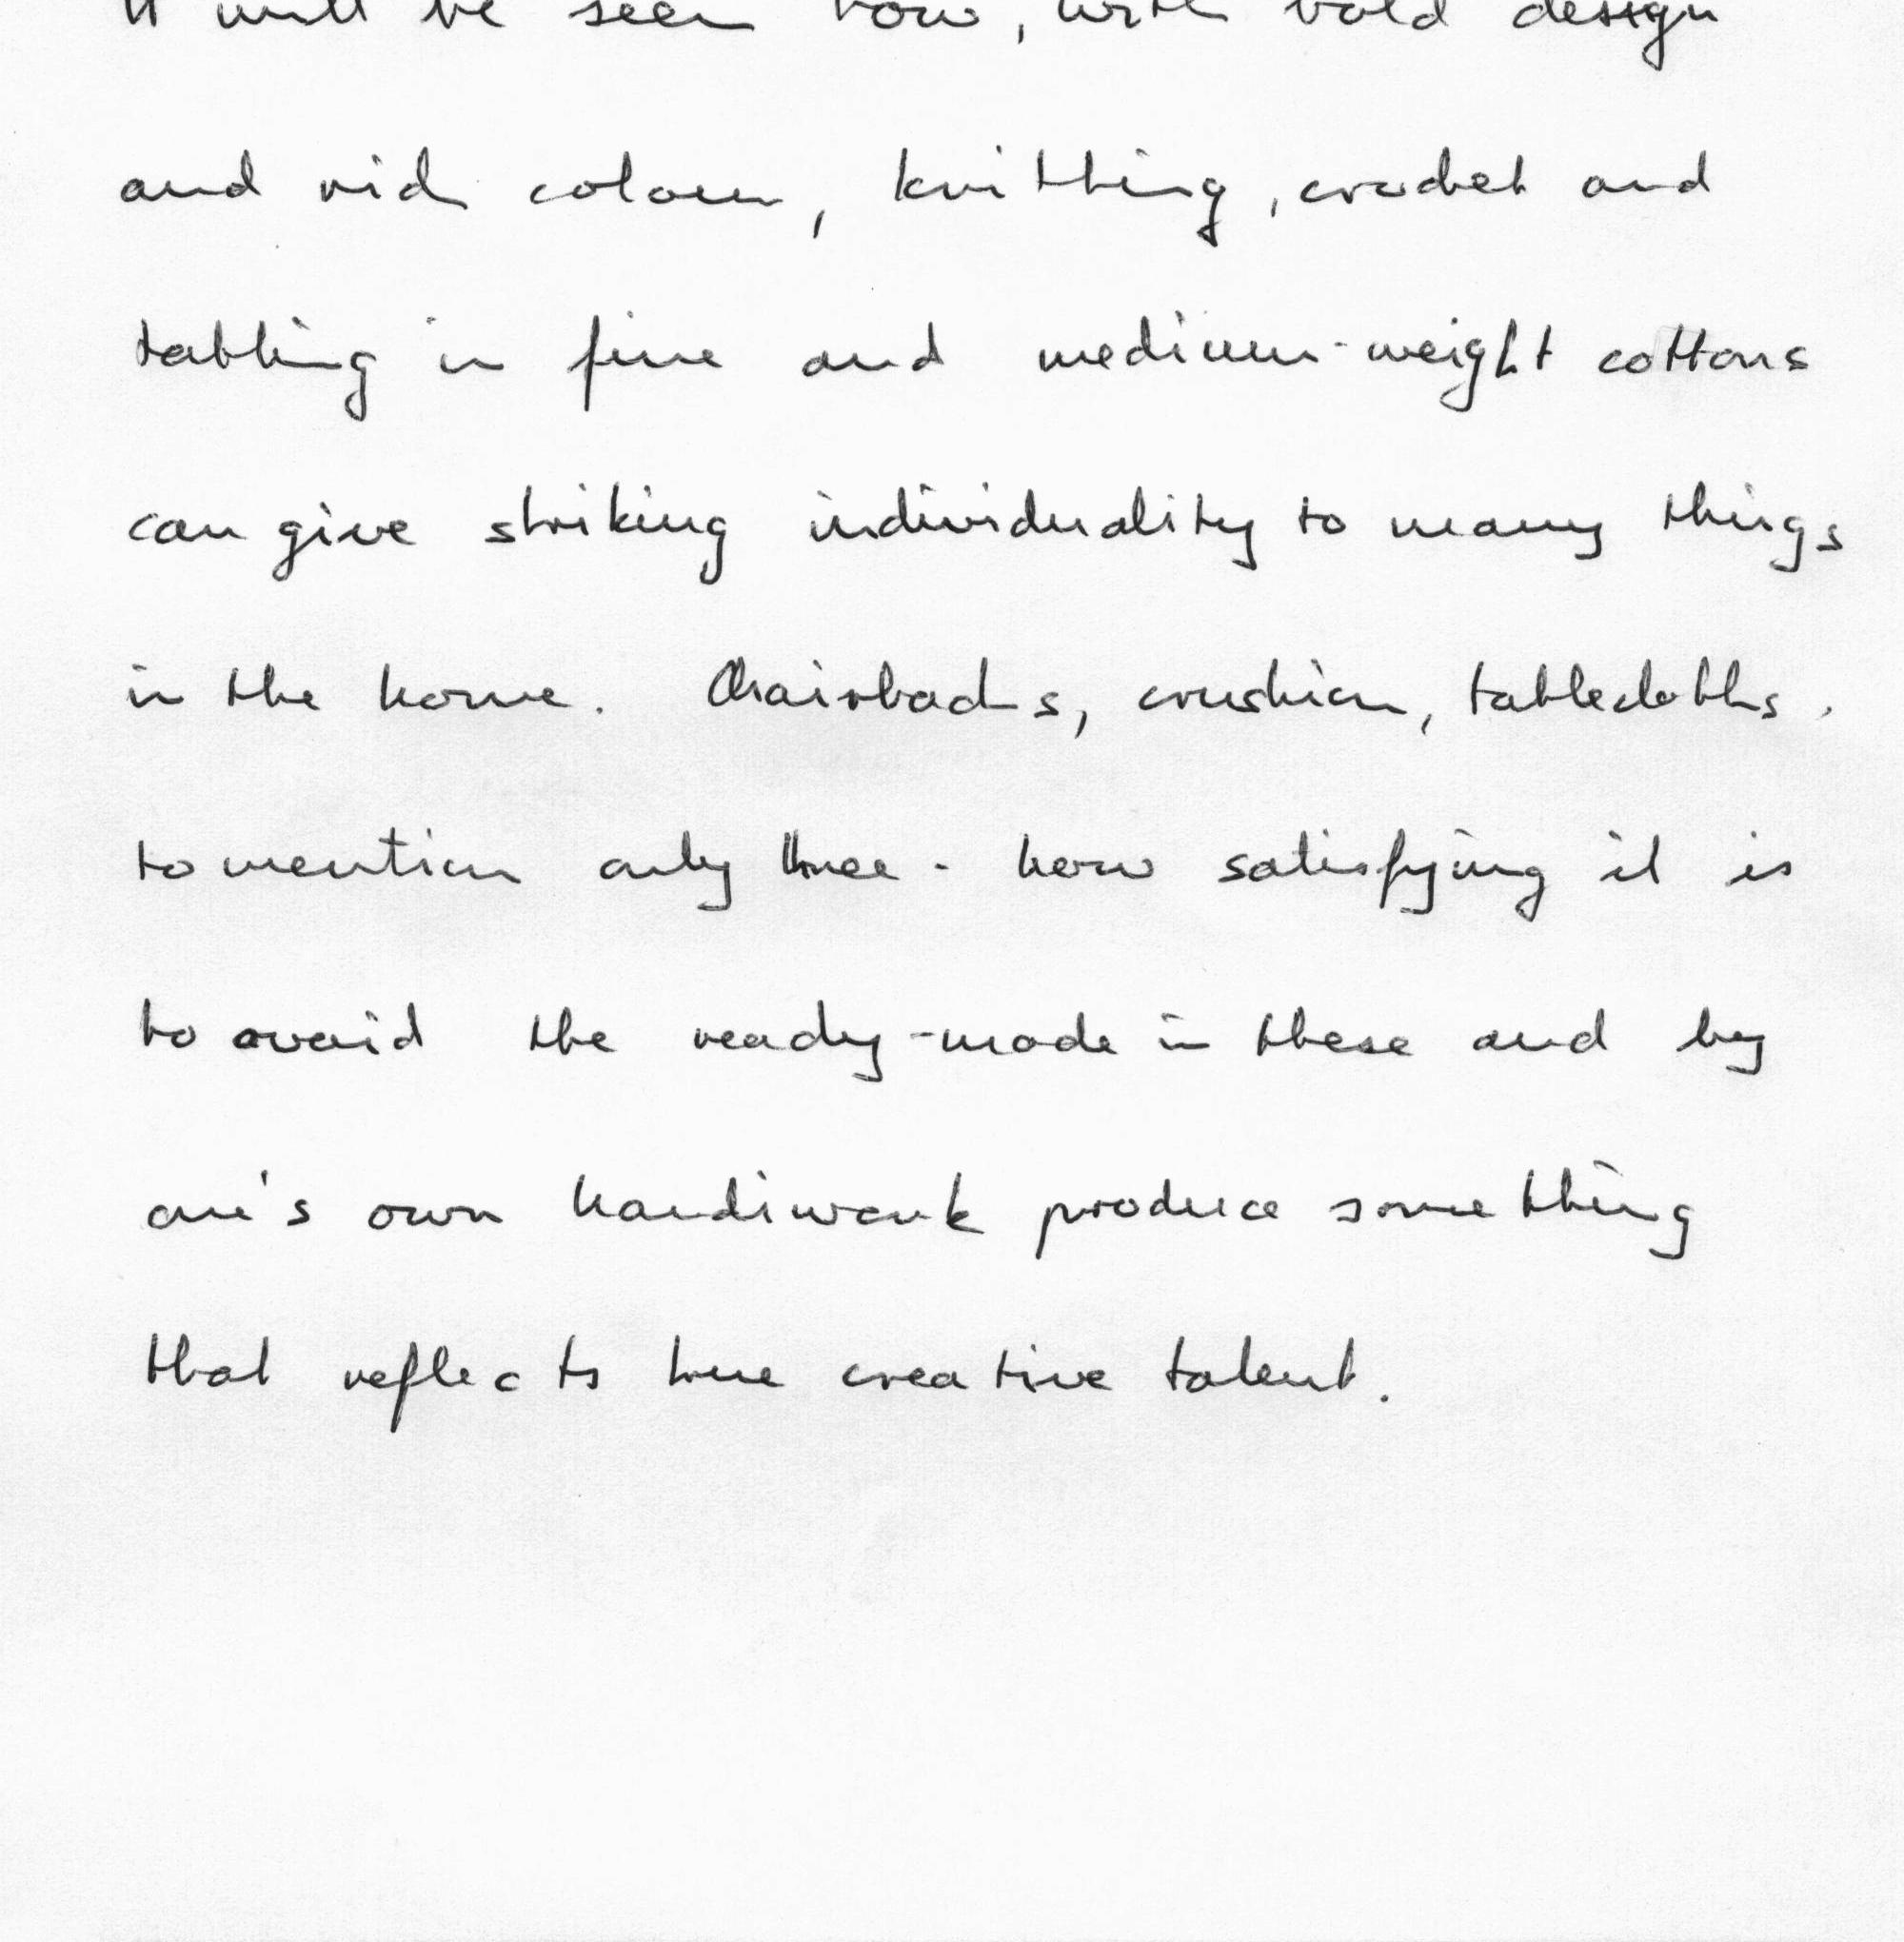 It will be seen how, with bold design
and rich colour, knitting, crochet and
tatting in fine and medium-weight cottons
can give striking individuality to many things
in the home. Chairbacks, cushion, tablecloths.
to mention only three - how satisfying it is
to avoid the ready-made in these and by
one's own handiwork produce something
that reflects true creative talent.